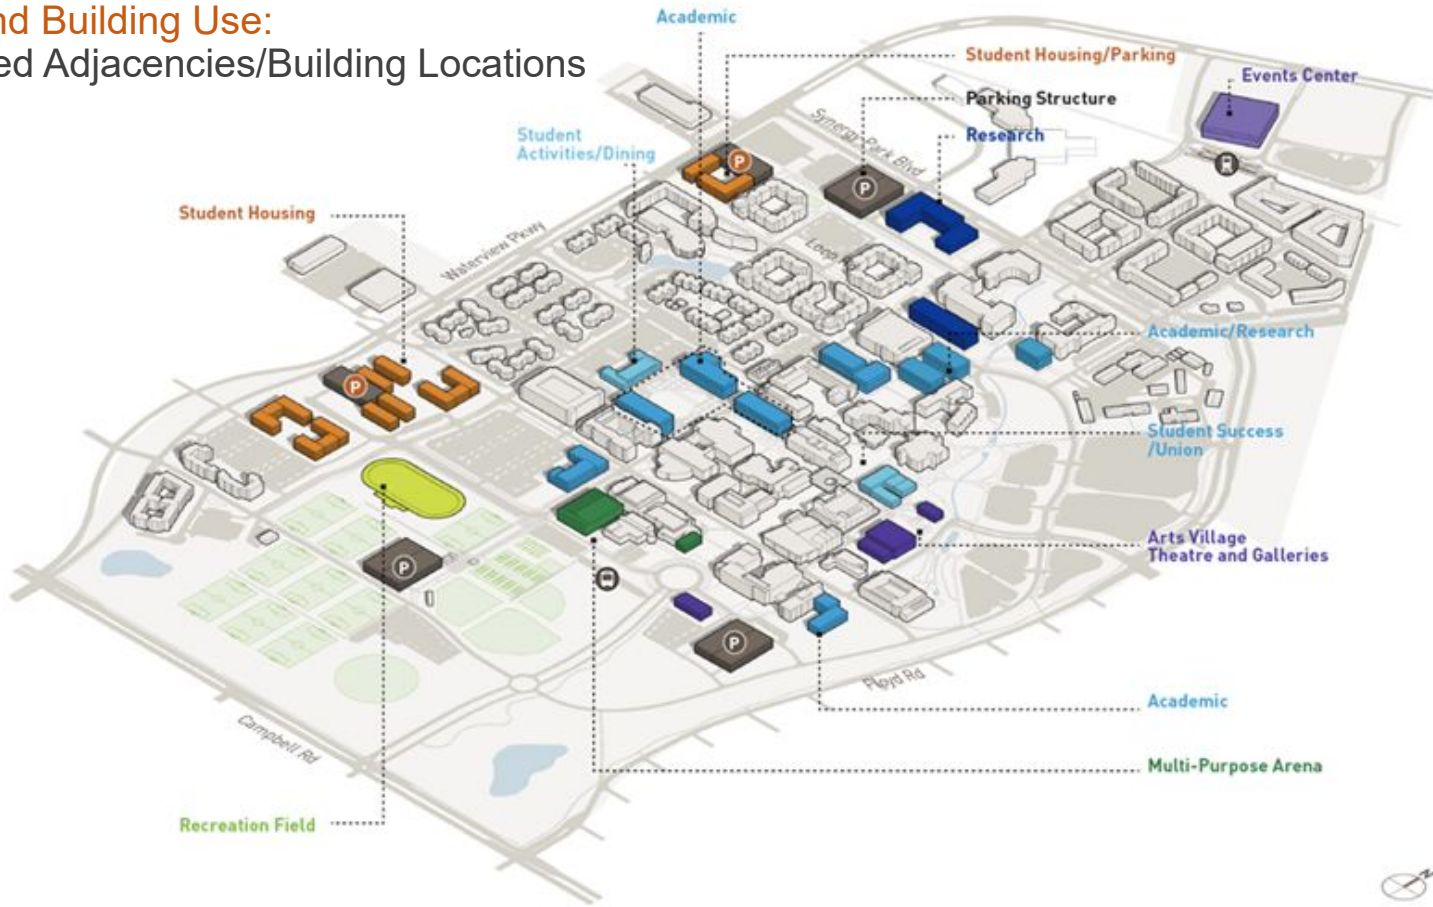 nd Building Use:
ed Adjacencies/Building Locations
Academic
Student Housing/Parking
Events Center
Parking Structure
Synergy Park Blvd
Student
Activities/Dining
Research
P
P
Student Housing
Waterview Pkwy
Loop
Academic/Research
P
Student Success
/Union
Arts Village
Theatre and Galleries
P
P
Floyd Rd
Academic
Campbell Rd
Multi-Purpose Arena
Recreation Field
N